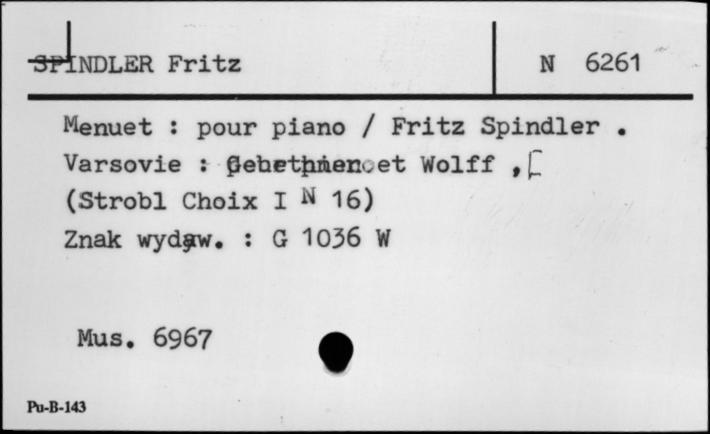 SPINDLER Fritz N 6261
Menuet : pour piano / Fritz Spindler .
Varsovie : Gebethner et Wolff , [
(Strobl Choix I N 16)
Znak wydaw. : G 1036 W
Mus. 6967
Pu-B-143